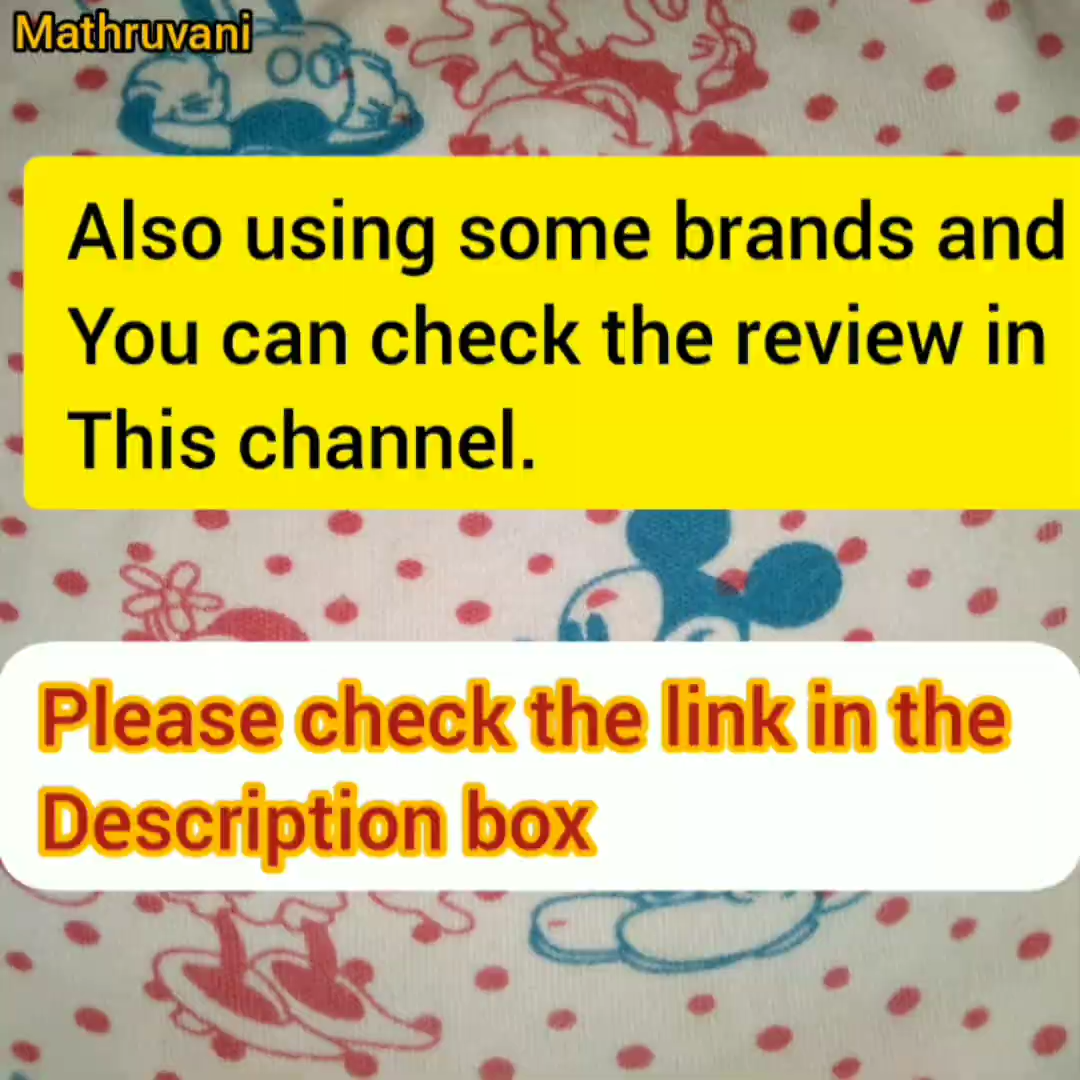 Mathruvani
Also using some brands and
You can check the review in
This channel.
Please check the link in the
Description box